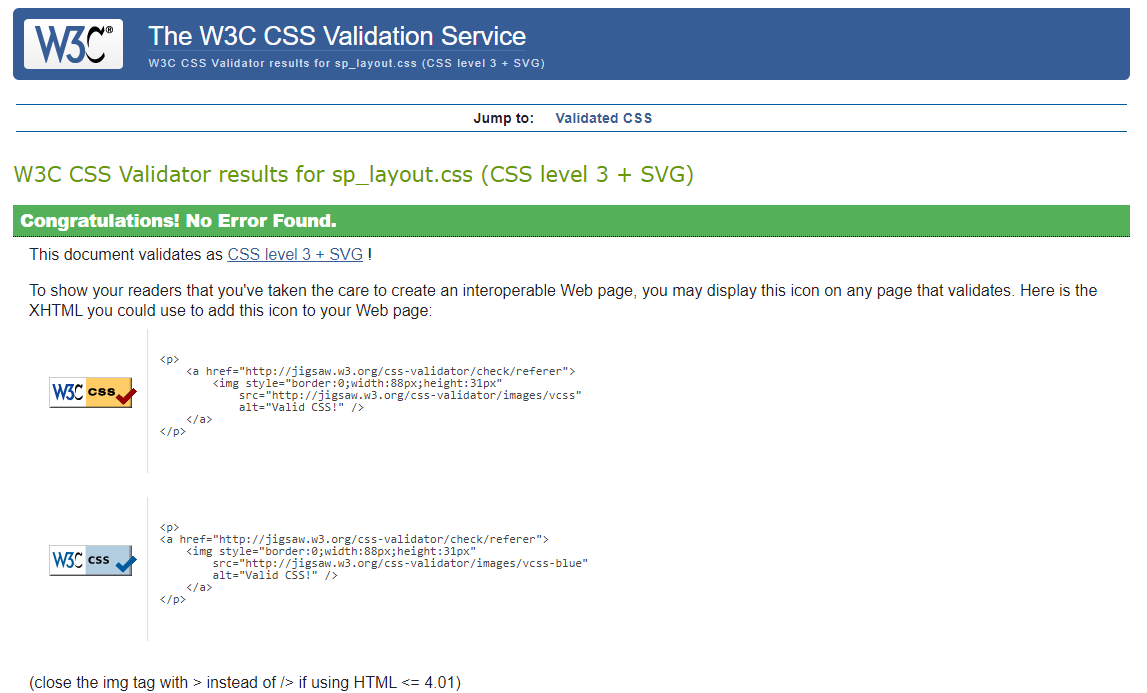 W3C®
The W3C CSS Validation Service
W3C CSS Validator results for sp_layout.css (CSS level 3 + SVG)
Jump to: Validated CSS
W3C CSS Validator results for sp_layout.css (CSS level 3 + SVG)
Congratulations! No Error Found.
This document validates as CSS level 3 + SVG !
To show your readers that you've taken the care to create an interoperable Web page, you may display this icon on any page that validates. Here is the
XHTML you could use to add this icon to your Web page:
W3C css
<p>
    <a href="http://jigsaw.w3.org/css-validator/check/referer">
        <img style="border:0;width:88px;height:31px"
            src="http://jigsaw.w3.org/css-validator/images/vcss"
            alt="Valid CSS!" />
    </a>
</p>
W3C css
<p>
<a href="http://jigsaw.w3.org/css-validator/check/referer">
    <img style="border:0;width:88px;height:31px"
        src="http://jigsaw.w3.org/css-validator/images/vcss-blue"
        alt="Valid CSS!" />
    </a>
</p>
(close the img tag with > instead of /> if using HTML <= 4.01)